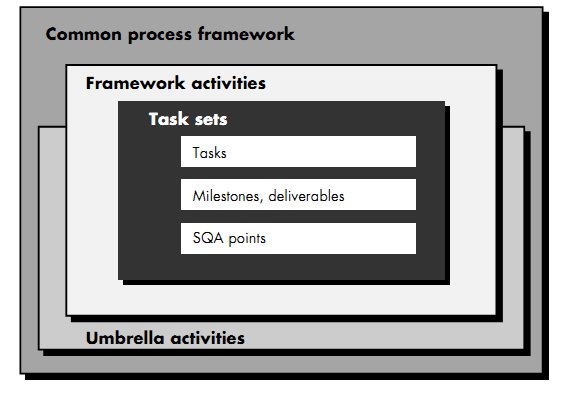 Common process framework
Framework activities
Task sets
Tasks
Milestones, deliverables
SQA points
Umbrella activities